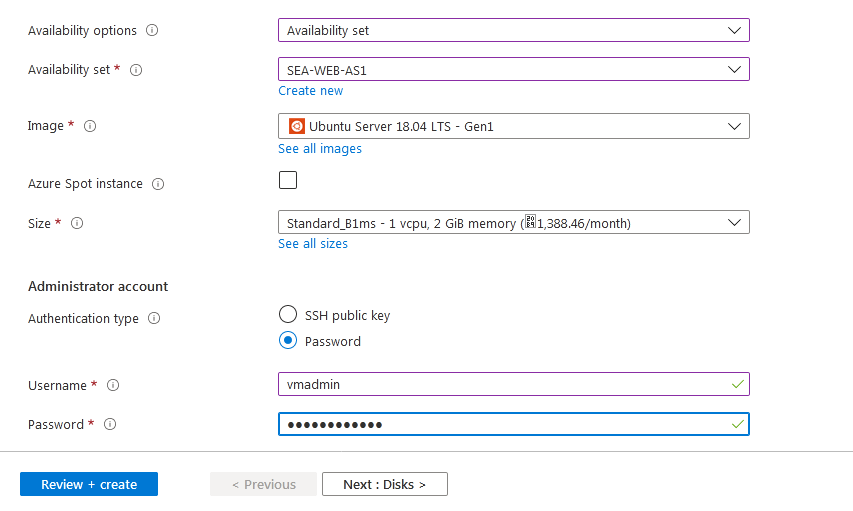 Availability options
Availability set
Availability set *
SEA-WEB-AS1
Create new
Image *
Ubuntu Server 18.04 LTS - Gen1
See all images
Azure Spot instance
Size *
Standard_B1ms - 1 vcpu, 2 GiB memory (1,388.46/month)
See all sizes
Administrator account
Authentication type
SSH public key
Password
Username *
vmadmin
Password *
●●●●●●●●●●●●
Review + create
< Previous
Next : Disks >